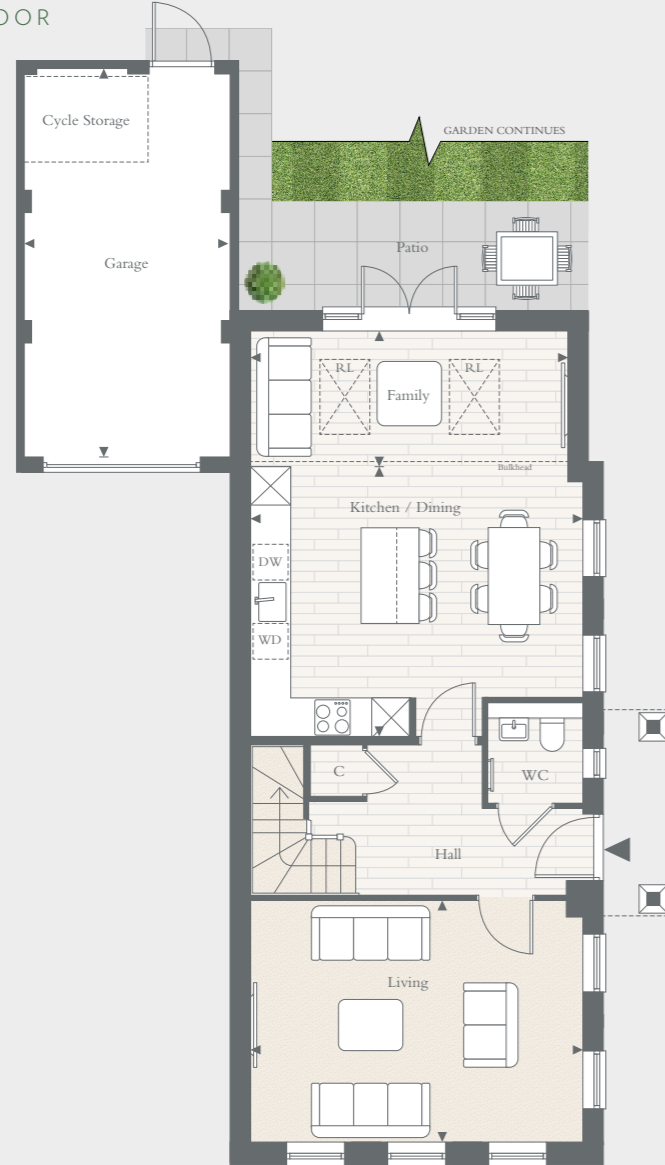 OOR
Cycle Storage
GARDEN CONTINUES
Patio
Garage
RL
RL
Family
Bulkhead
Kitchen / Dining
DW
WD
C
WC
Hall
Living